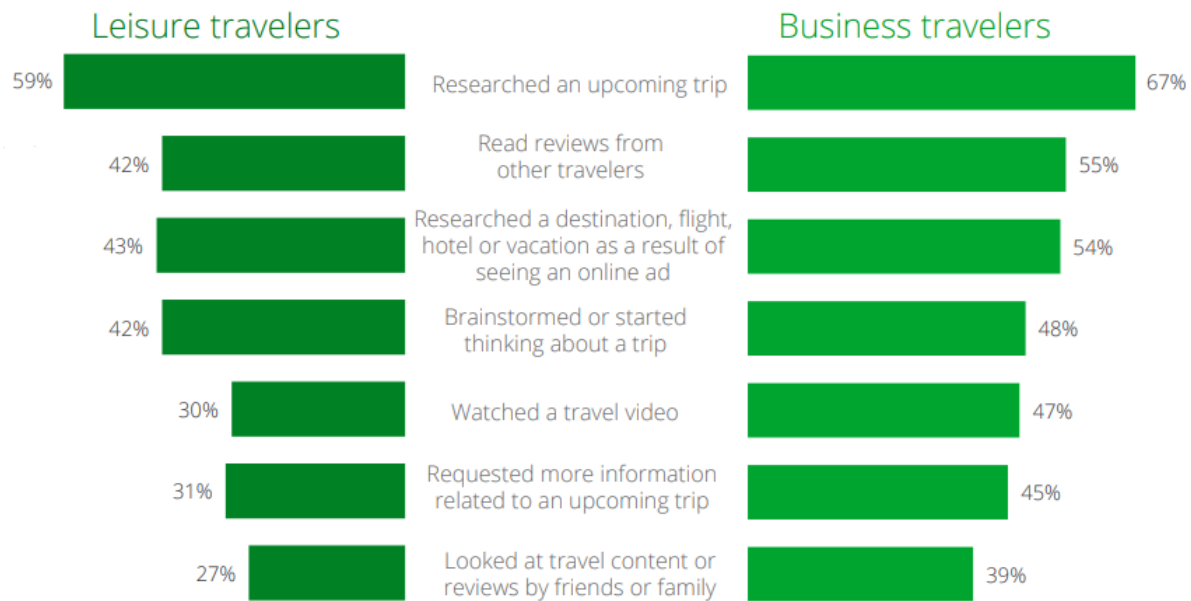 Leisure travelers
Business travelers
59%
Researched an upcoming trip
67%
42%
Read reviews from
other travelers
55%
43%
Researched a destination, flight,
hotel or vacation as a result of
seeing an online ad
54%
42%
Brainstormed or started
thinking about a trip
48%
30%
Watched a travel video
47%
31%
Requested more information
related to an upcoming trip
45%
27%
Looked at travel content or
reviews by friends or family
39%